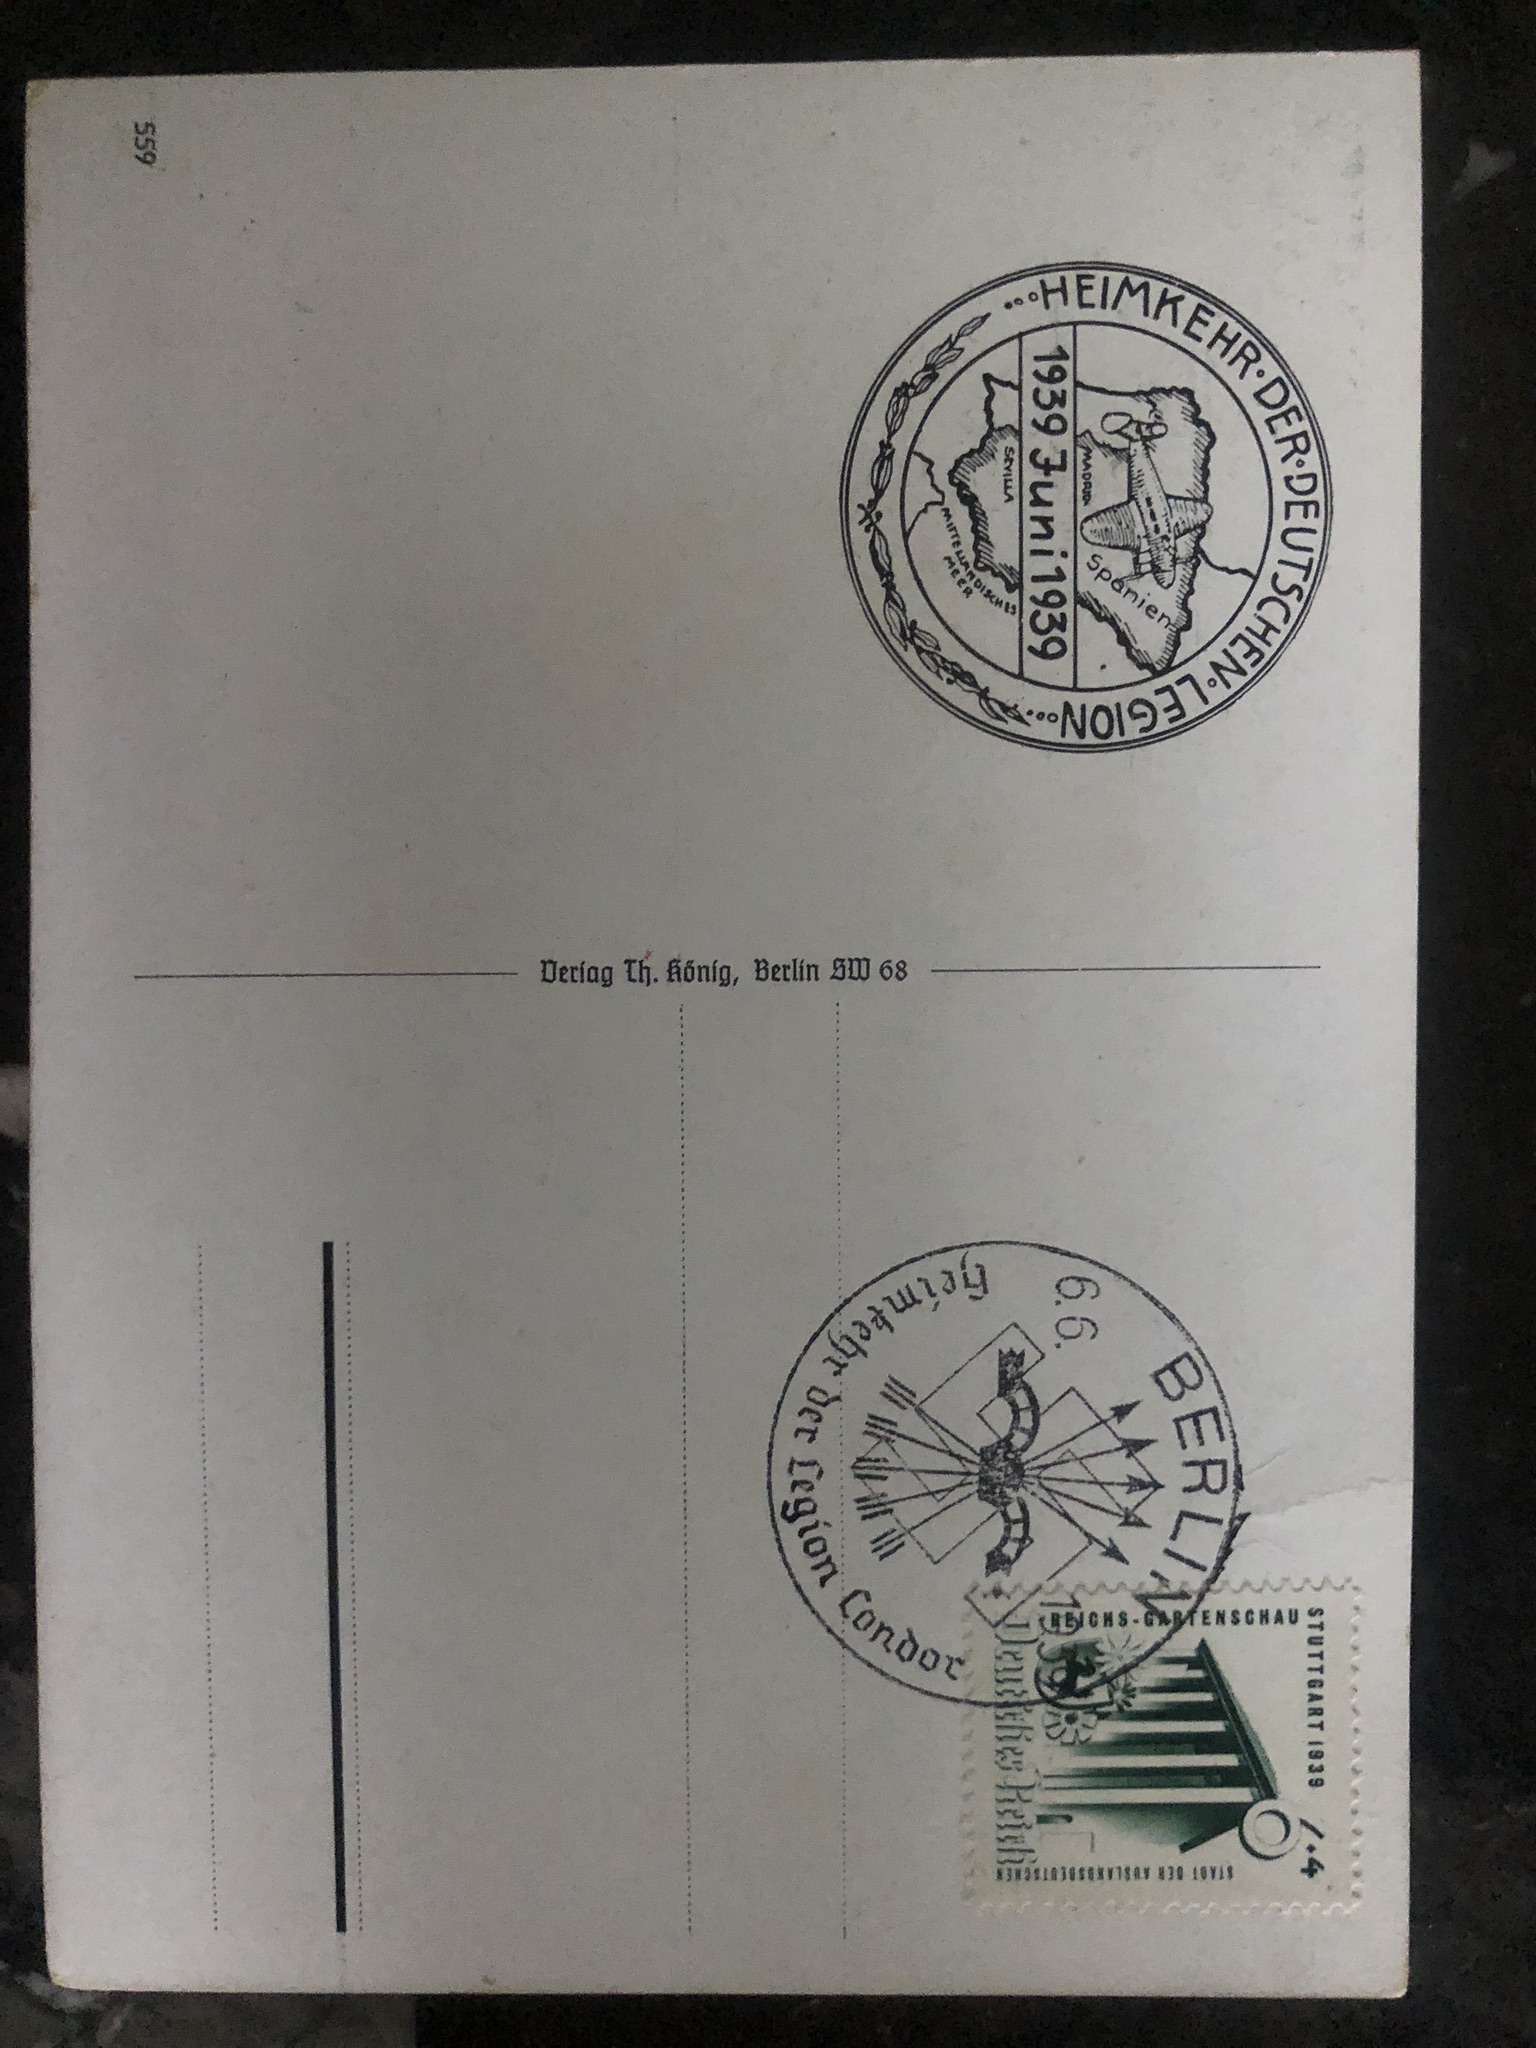 559
···HEIMKEHR·DER·DEUTSCHEN·LEGION···
Spanien
MADRID
1939 Juni 1939
SEVILLA
MITTELLÄNDISCHES
MEER
Verlag Th. König, Berlin SW 68
BERLIN
6.6.
1939
Heimkehr der Legion Condor
STUTTGART 1939
6+4
REICHS-GARTENSCHAU
STADT DER AUSLANDSDEUTSCHEN
Deutsches Reich